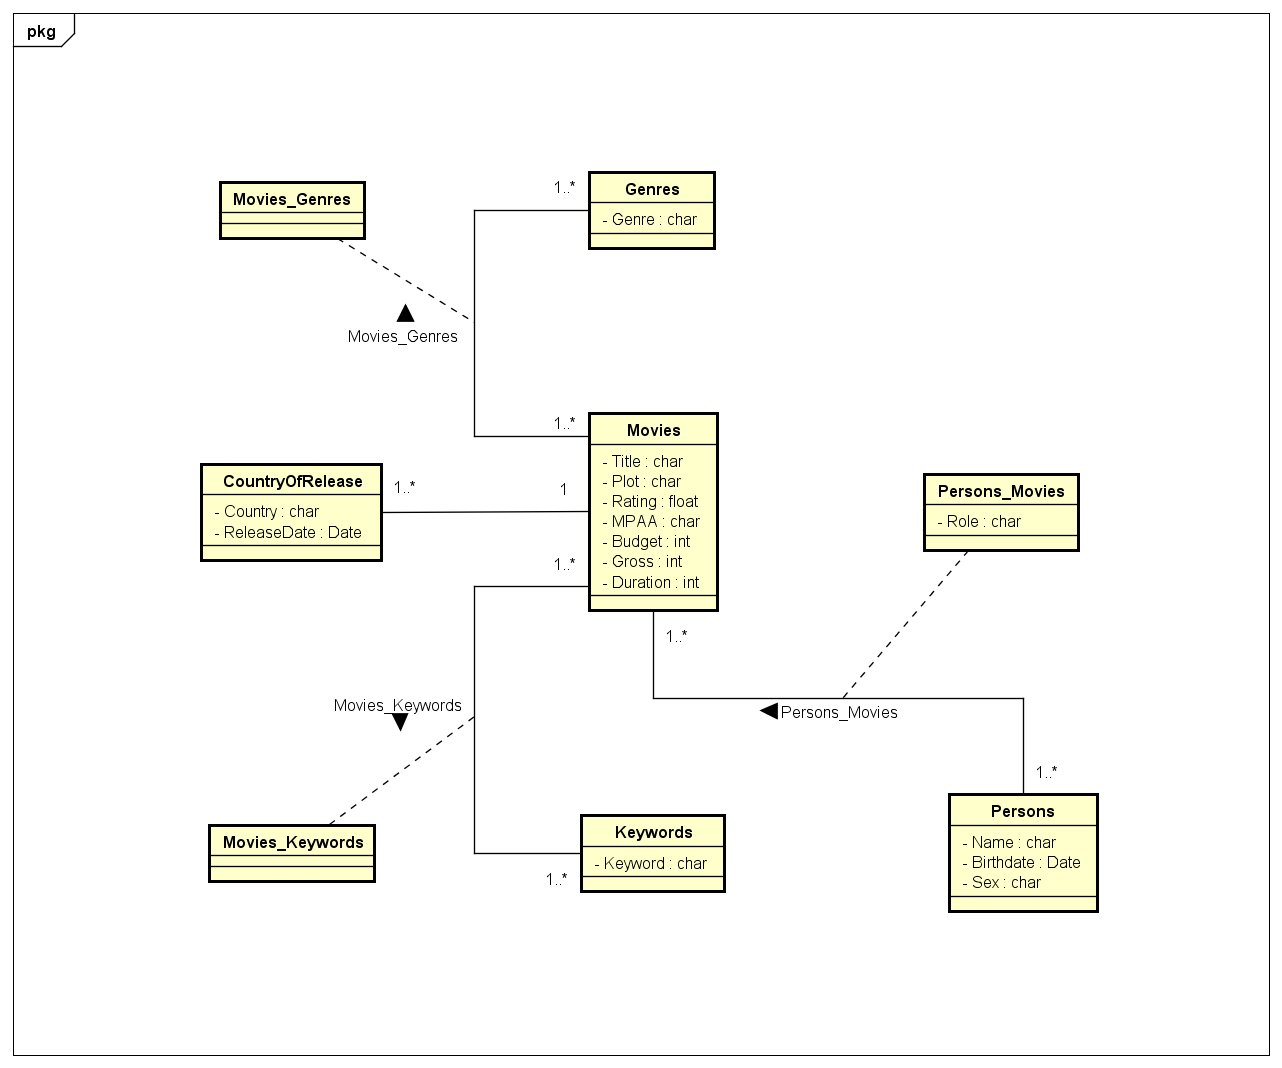 pkg
Movies_Genres
1..*
Genres
- Genre : char
Movies_Genres
1..*
Movies
- Title : char
- Plot : char
- Rating : float
- MPAA : char
- Budget : int
- Gross : int
- Duration : int
CountryOfRelease
- Country : char
- ReleaseDate : Date
1..*
1
1..*
Persons_Movies
- Role : char
1..*
Movies_Keywords
Persons_Movies
1..*
Movies_Keywords
Keywords
- Keyword : char
1..*
Persons
- Name : char
- Birthdate : Date
- Sex : char